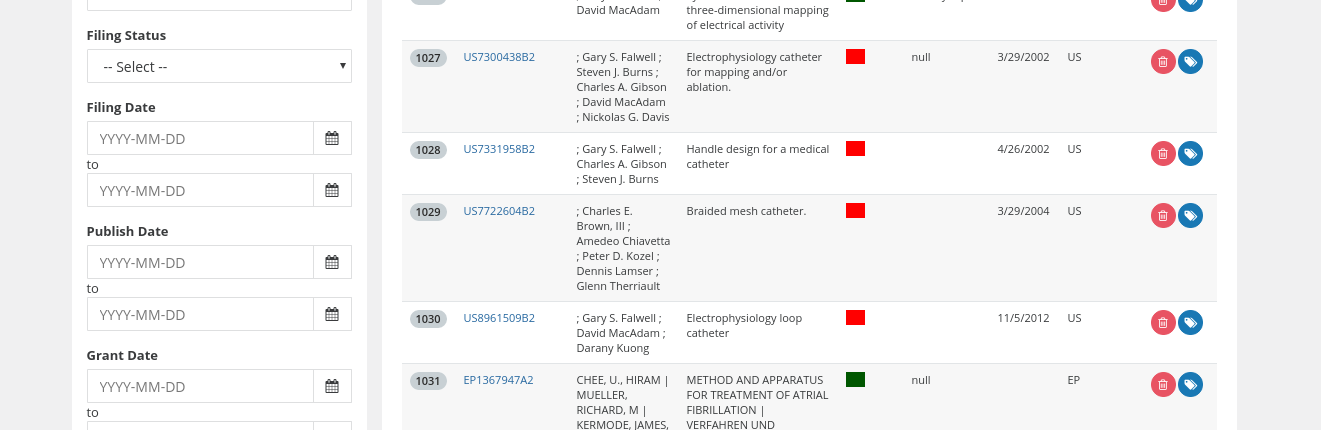 Filing Status
-- Select --
Filing Date
YYYY-MM-DD
to
YYYY-MM-DD
Publish Date
YYYY-MM-DD
to
YYYY-MM-DD
Grant Date
YYYY-MM-DD
to
David MacAdam
three-dimensional mapping
of electrical activity
1027
US7300438B2
; Gary S. Falwell ;
Steven J. Burns ;
Charles A. Gibson
; David MacAdam
; Nickolas G. Davis
Electrophysiology catheter
for mapping and/or
ablation.
null
3/29/2002
US
1028
US7331958B2
; Gary S. Falwell ;
Charles A. Gibson
; Steven J. Burns
Handle design for a medical
catheter
4/26/2002
US
1029
US7722604B2
; Charles E.
Brown, III ;
Amedeo Chiavetta
; Peter D. Kozel ;
Dennis Lamser ;
Glenn Therriault
Braided mesh catheter.
3/29/2004
US
1030
US8961509B2
; Gary S. Falwell ;
David MacAdam ;
Darany Kuong
Electrophysiology loop
catheter
11/5/2012
US
1031
EP1367947A2
CHEE, U., HIRAM |
MUELLER,
RICHARD, M |
KERMODE, JAMES,
METHOD AND APPARATUS
FOR TREATMENT OF ATRIAL
FIBRILLATION |
VERFAHREN UND
null
EP